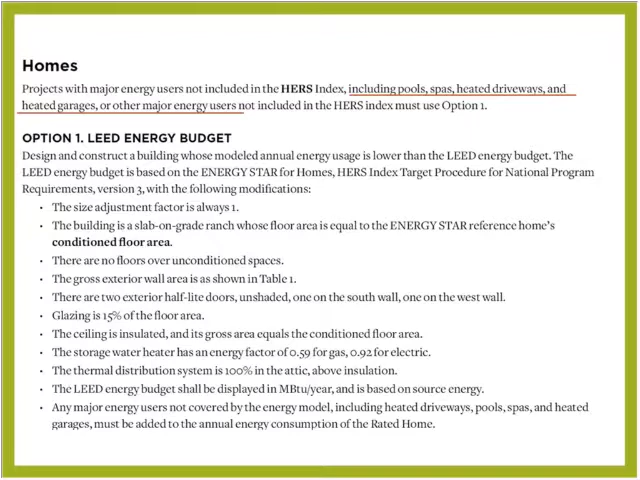 Homes
Projects with major energy users not included in the HERS Index, including pools, spas, heated driveways, and
heated garages, or other major energy users not included in the HERS index must use Option 1.
OPTION 1. LEED ENERGY BUDGET
Design and construct a building whose modeled annual energy usage is lower than the LEED energy budget. The
LEED energy budget is based on the ENERGY STAR for Homes, HERS Index Target Procedure for National Program
Requirements, version 3, with the following modifications:
• The size adjustment factor is always 1.
• The building is a slab-on-grade ranch whose floor area is equal to the ENERGY STAR reference home's
conditioned floor area.
• There are no floors over unconditioned spaces.
• The gross exterior wall area is as shown in Table 1.
• There are two exterior half-lite doors, unshaded, one on the south wall, one on the west wall.
• Glazing is 15% of the floor area.
• The ceiling is insulated, and its gross area equals the conditioned floor area.
• The storage water heater has an energy factor of 0.59 for gas, 0.92 for electric.
• The thermal distribution system is 100% in the attic, above insulation.
• The LEED energy budget shall be displayed in MBtu/year, and is based on source energy.
• Any major energy users not covered by the energy model, including heated driveways, pools, spas, and heated
garages, must be added to the annual energy consumption of the Rated Home.